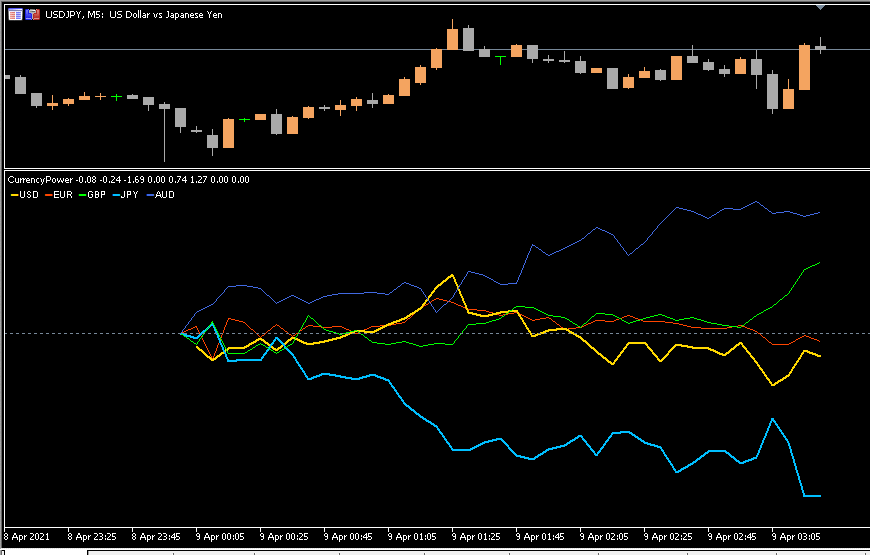 USDJPY, M5: US Dollar vs Japanese Yen
CurrencyPower -0.08 -0.24 -1.69 0.00 0.74 1.27 0.00 0.00
USD EUR GBP JPY AUD
8 Apr 2021 8 Apr 23:25 8 Apr 23:45 9 Apr 00:05 9 Apr 00:25 9 Apr 00:45 9 Apr 01:05 9 Apr 01:25 9 Apr 01:45 9 Apr 02:05 9 Apr 02:25 9 Apr 02:45 9 Apr 03:05